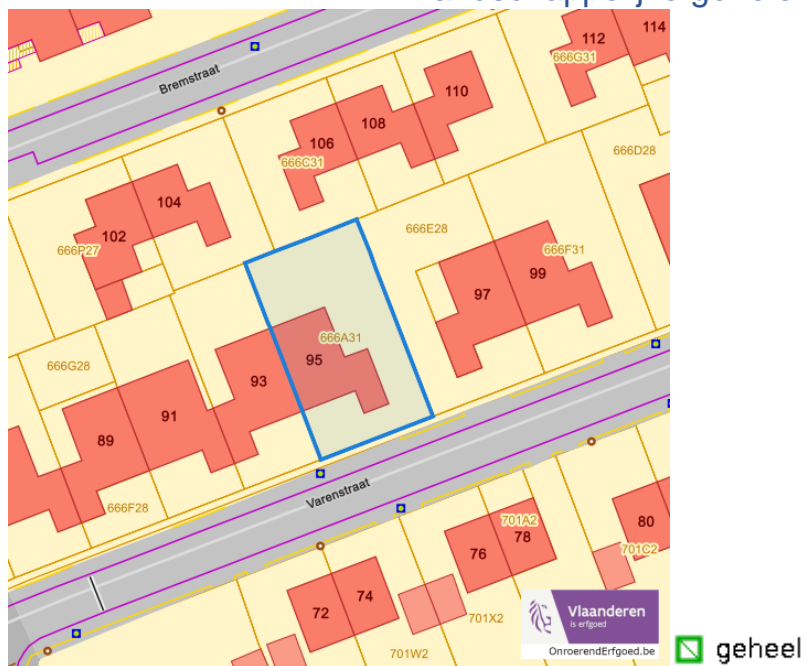 112
114
666G31
Bremstraat
110
108
106
666C31
666D28
104
102
666P27
666E28
666F31
99
97
666A31
95
93
666G28
91
89
666F28
Varenstraat
701A2
78
76
80
701C2
74
72
701X2
701W2
Vlaanderen
is erfgoed
OnroerendErfgoed.be
geheel